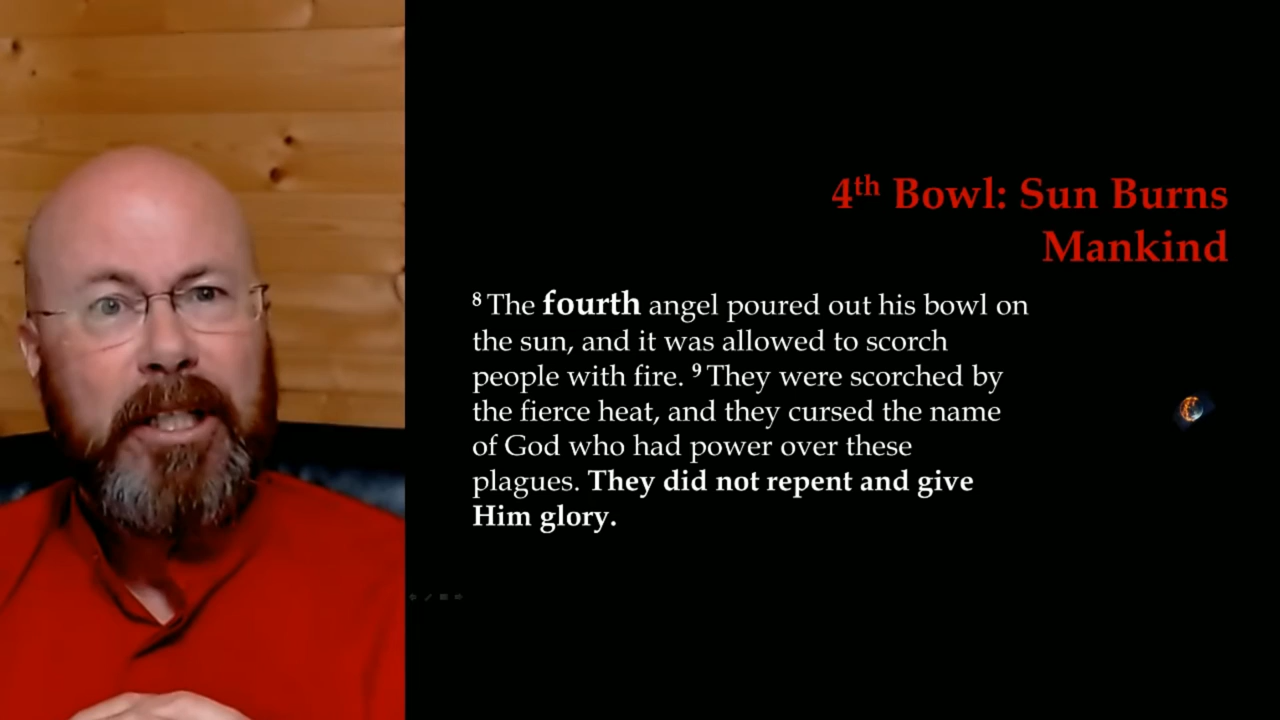 4th Bowl: Sun Burns
Mankind
8 The fourth angel poured out his bowl on
the sun, and it was allowed to scorch
people with fire. 9 They were scorched by
the fierce heat, and they cursed the name
of God who had power over these
plagues. They did not repent and give
Him glory.